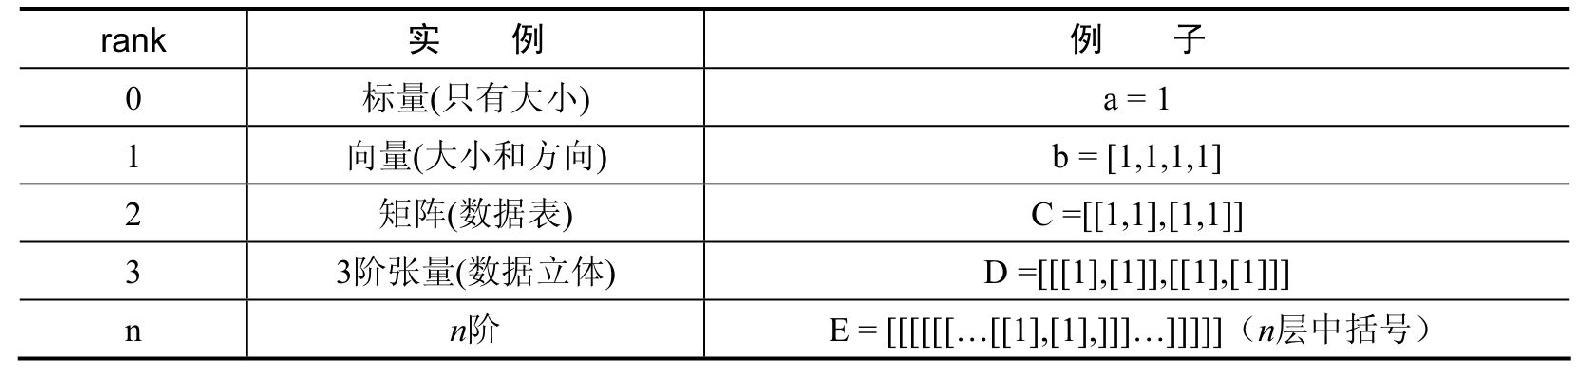 rank 实 例 例 子
0 标量(只有大小) a = 1
1 向量(大小和方向) b = [1,1,1,1]
2 矩阵(数据表) C =[[1,1],[1,1]]
3 3阶张量(数据立体) D =[[[1],[1]],[[1],[1]]]
n n阶 E = [[[[[[…[[1],[1],]]]…]]]]]（n层中括号）